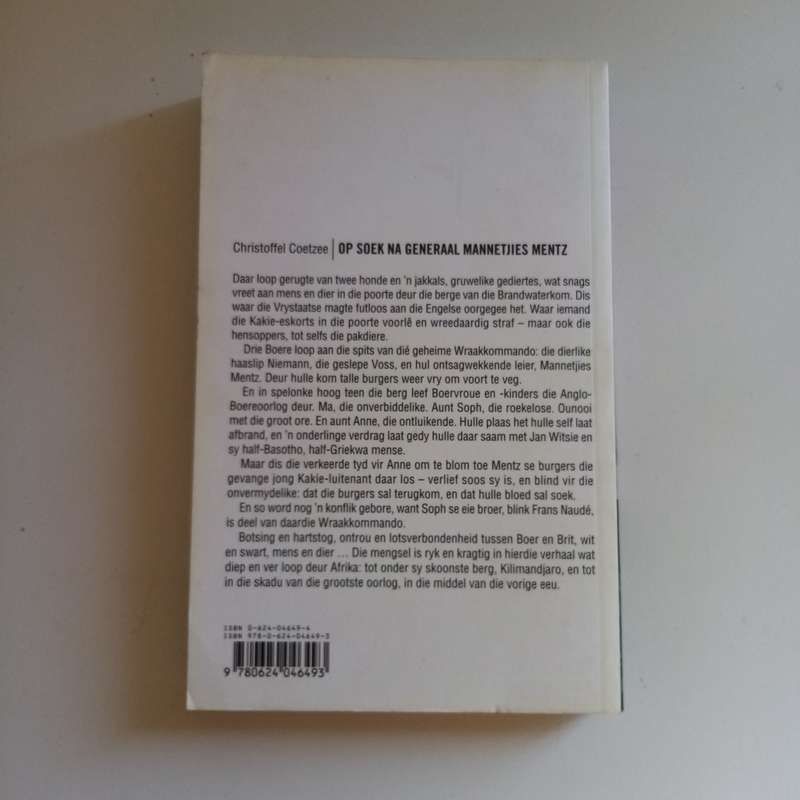 Christoffel Coetzee | OP SOEK NA GENERAAL MANNETJIES MENTZ
Daar loop gerugte van twee honde en 'n jakkals, gruwelike gediertes, wat snags
vreet aan mens en dier in die poorte deur die berge van die Brandwaterkom. Dis
waar die Vrystaatse magte futloos aan die Engelse oorgegee het. Waar iemand
die Kakie-eskorts in die poorte voorlê en wreedaardig straf – maar ook die
hensoppers, tot selfs die pakdiere.
Drie Boere loop aan die spits van dié geheime Wraakkommando: die dierlike
haaslip Niemann, die geslepe Voss, en hul ontsagwekkende leier, Mannetjies
Mentz. Deur hulle kom talle burgers weer vry om voort te veg.
En in spelonke hoog teen die berg leef Boervroue en -kinders die Anglo-
Boereoorlog deur. Ma, die onverbiddelike. Aunt Soph, die roekelose. Ounooi
met die groot ore. En aunt Anne, die ontluikende. Hulle plaas het hulle self laat
afbrand, en 'n onderlinge verdrag laat gedy hulle daar saam met Jan Witsie en
sy half-Basotho, half-Griekwa mense.
Maar dis die verkeerde tyd vir Anne om te blom toe Mentz se burgers die
gevange jong Kakie-luitenant daar los – verlief soos sy is, en blind vir die
onvermydelike: dat die burgers sal terugkom, en dat hulle bloed sal soek.
En so word nog 'n konflik gebore, want Soph se eie broer, blink Frans Naudé,
is deel van daardie Wraakkommando.
Botsing en hartstog, ontrou en lotsverbondenheid tussen Boer en Brit, wit
en swart, mens en dier … Die mengsel is ryk en kragtig in hierdie verhaal wat
diep en ver loop deur Afrika: tot onder sy skoonste berg, Kilimandjaro, en tot
in die skadu van die grootste oorlog, in die middel van die vorige eeu.
ISBN 0-624-04649-4
ISBN 978-0-624-04649-3
9 780624 046493